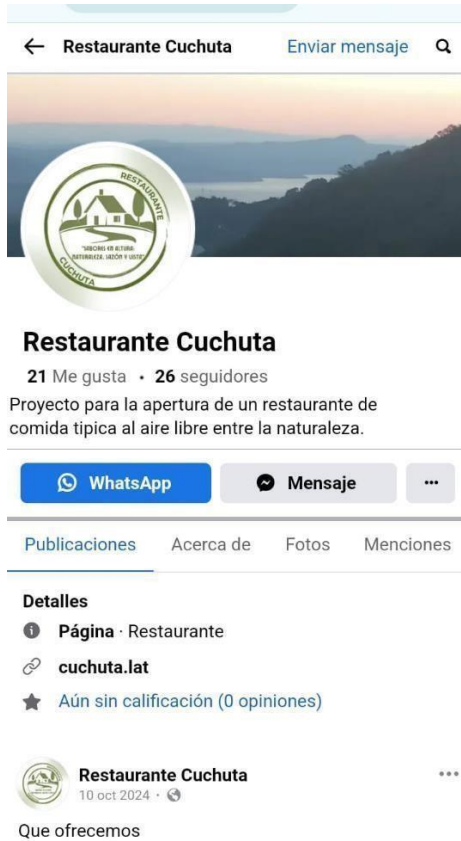 Restaurante Cuchuta Enviar mensaje
RESTAURANTE
"SABORES EN ALTURA:
NATURALEZA, SAZÓN Y VISTA"
CUCHUTA
Restaurante Cuchuta
21 Me gusta • 26 seguidores
Proyecto para la apertura de un restaurante de
comida tipica al aire libre entre la naturaleza.
WhatsApp Mensaje
Publicaciones Acerca de Fotos Menciones
Detalles
Página · Restaurante
cuchuta.lat
Aún sin calificación (0 opiniones)
Restaurante Cuchuta
10 oct 2024 ·
Que ofrecemos